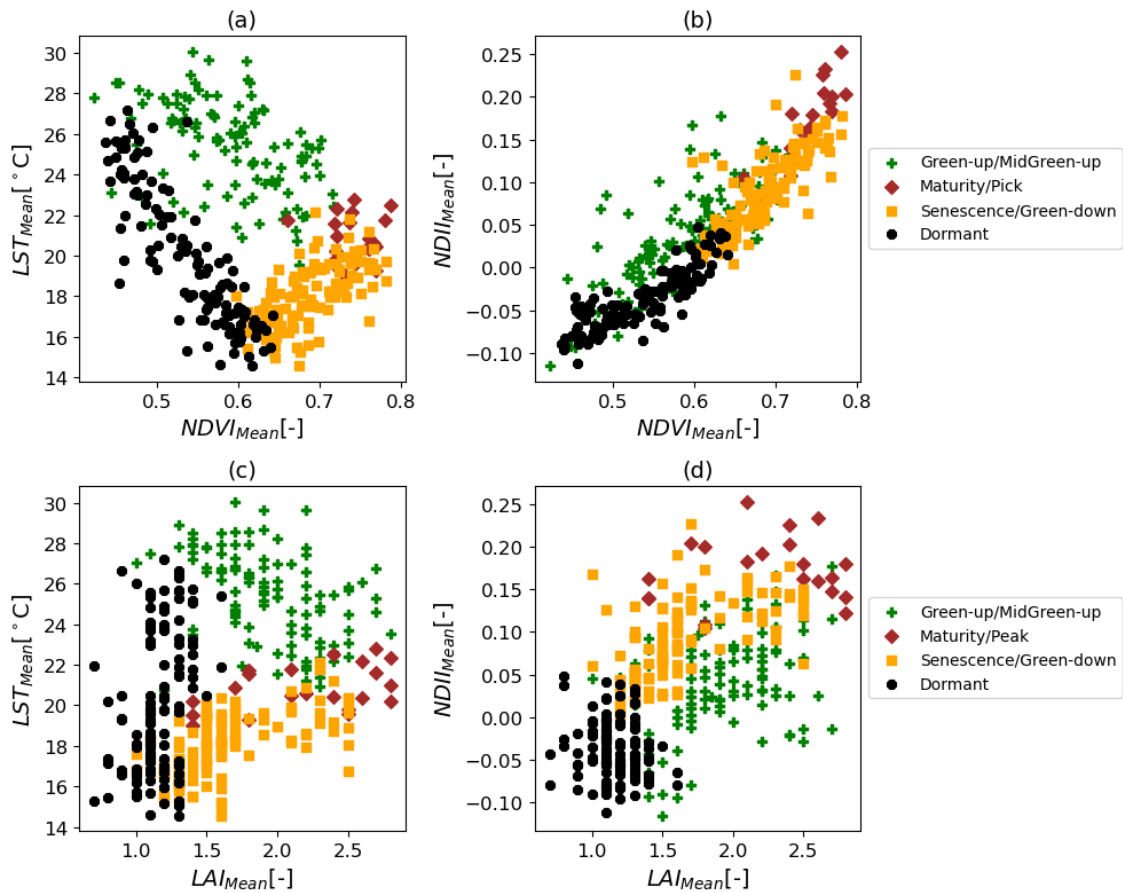 (a)
30
28
26
24
22
20
18
16
14
LST_Mean[°C]
0.5 0.6 0.7 0.8
NDVI_Mean[-]
(b)
0.25
0.20
0.15
0.10
0.05
0.00
−0.05
−0.10
NDII_Mean[-]
0.5 0.6 0.7 0.8
NDVI_Mean[-]
Green-up/MidGreen-up
Maturity/Pick
Senescence/Green-down
Dormant
(c)
30
28
26
24
22
20
18
16
14
LST_Mean[°C]
1.0 1.5 2.0 2.5
LAI_Mean[-]
(d)
0.25
0.20
0.15
0.10
0.05
0.00
−0.05
−0.10
NDII_Mean[-]
1.0 1.5 2.0 2.5
LAI_Mean[-]
Green-up/MidGreen-up
Maturity/Peak
Senescence/Green-down
Dormant